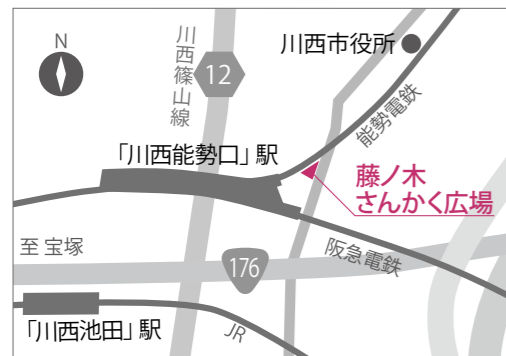 N
川西篠山線
12
川西市役所
能勢電鉄
「川西能勢口」駅
藤ノ木
さんかく広場
至 宝塚
176
阪急電鉄
「川西池田」駅
JR